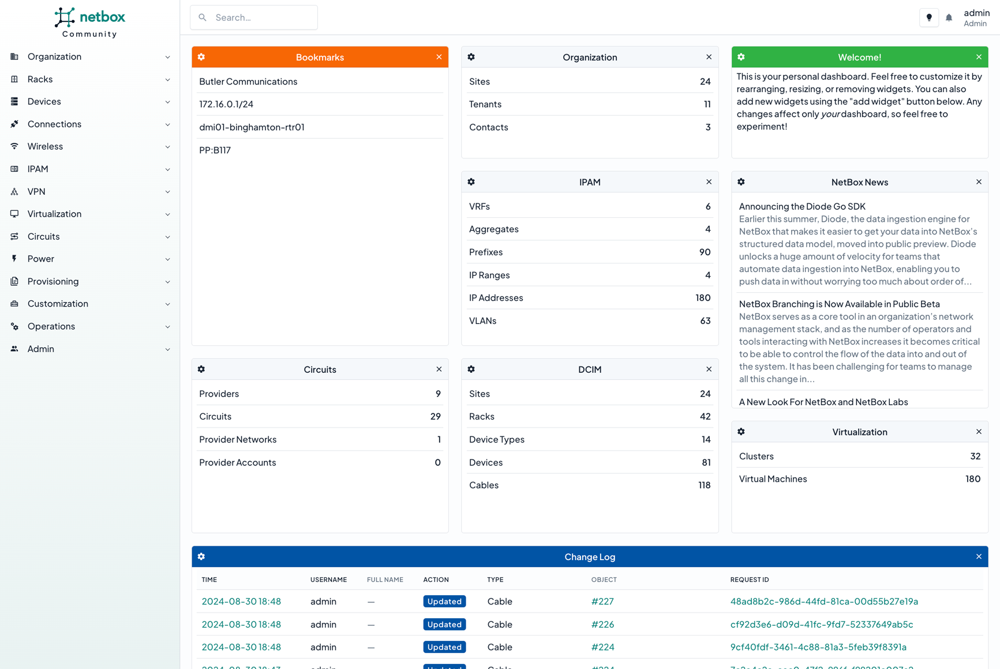 netbox
Community
Search...
admin
Admin
Organization
Racks
Devices
Connections
Wireless
IPAM
VPN
Virtualization
Circuits
Power
Provisioning
Customization
Operations
Admin
Bookmarks
Butler Communications
172.16.0.1/24
dmi01-binghamton-rtr01
PP:B117
Organization
Sites 24
Tenants 11
Contacts 3
Welcome!
This is your personal dashboard. Feel free to customize it by
rearranging, resizing, or removing widgets. You can also
add new widgets using the "add widget" button below. Any
changes affect only your dashboard, so feel free to
experiment!
IPAM
VRFs 6
Aggregates 4
Prefixes 90
IP Ranges 4
IP Addresses 180
VLANs 63
NetBox News
Announcing the Diode Go SDK
Earlier this summer, Diode, the data ingestion engine for
NetBox that makes it easier to get your data into NetBox's
structured data model, moved into public preview. Diode
unlocks a huge amount of velocity for teams that
automate data ingestion into NetBox, enabling you to
push data in without worrying too much about order of...
NetBox Branching is Now Available in Public Beta
NetBox serves as a core tool in an organization's network
management stack, and as the number of operators and
tools interacting with NetBox increases it becomes critical
to be able to control the flow of the data into and out of
the system. It has been challenging for teams to manage
all this change in...
A New Look For NetBox and NetBox Labs
Circuits
Providers 9
Circuits 29
Provider Networks 1
Provider Accounts 0
DCIM
Sites 24
Racks 42
Device Types 14
Devices 81
Cables 118
Virtualization
Clusters 32
Virtual Machines 180
Change Log
TIME USERNAME FULL NAME ACTION TYPE OBJECT REQUEST ID
2024-08-30 18:48 admin — Updated Cable #227 48ad8b2c-986d-44fd-81ca-00d55b27e19a
2024-08-30 18:48 admin — Updated Cable #226 cf92d3e6-d09d-41fc-9fd7-52337649ab5c
2024-08-30 18:48 admin — Updated Cable #224 9cf40fdf-3461-4c88-81a3-5feb39f8391a